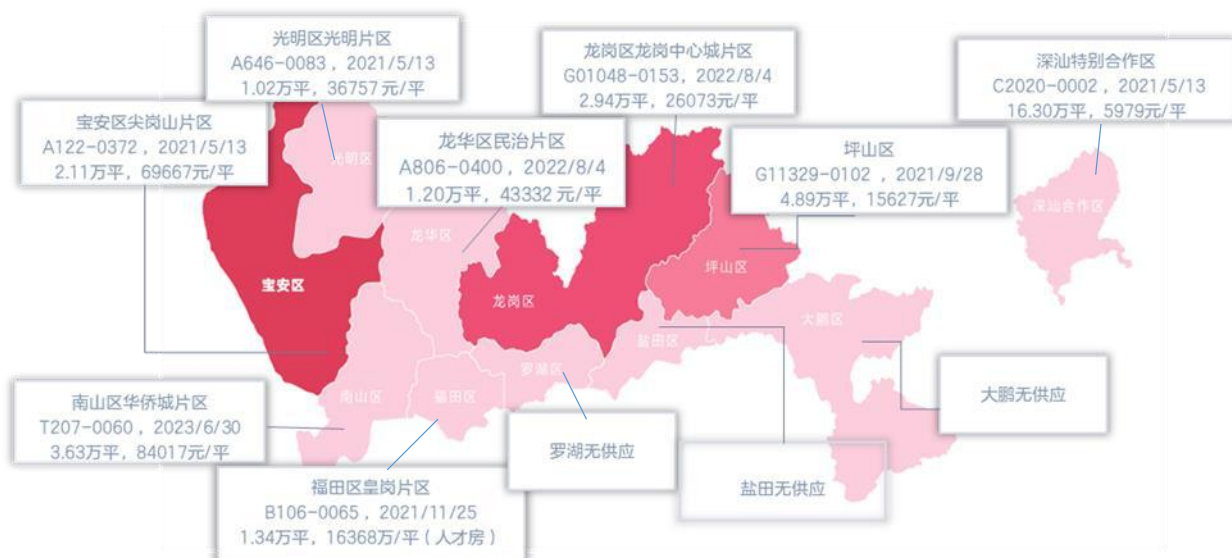 光明区光明片区
A646-0083，2021/5/13
1.02万平，36757元/平
龙岗区龙岗中心城片区
G01048-0153，2022/8/4
2.94万平，26073元/平
深汕特别合作区
C2020-0002，2021/5/13
16.30万平，5979元/平
宝安区尖岗山片区
A122-0372，2021/5/13
2.11万平，69667元/平
龙华区民治片区
A806-0400，2022/8/4
1.20万平，43332元/平
坪山区
G11329-0102，2021/9/28
4.89万平，15627元/平
光明区
深汕合作区
龙华区
宝安区
坪山区
龙岗区
大鹏区
盐田区
罗湖区
南山区
福田区
南山区华侨城片区
T207-0060，2023/6/30
3.63万平，84017元/平
大鹏无供应
罗湖无供应
盐田无供应
福田区皇岗片区
B106-0065，2021/11/25
1.34万平，16368万/平（人才房）